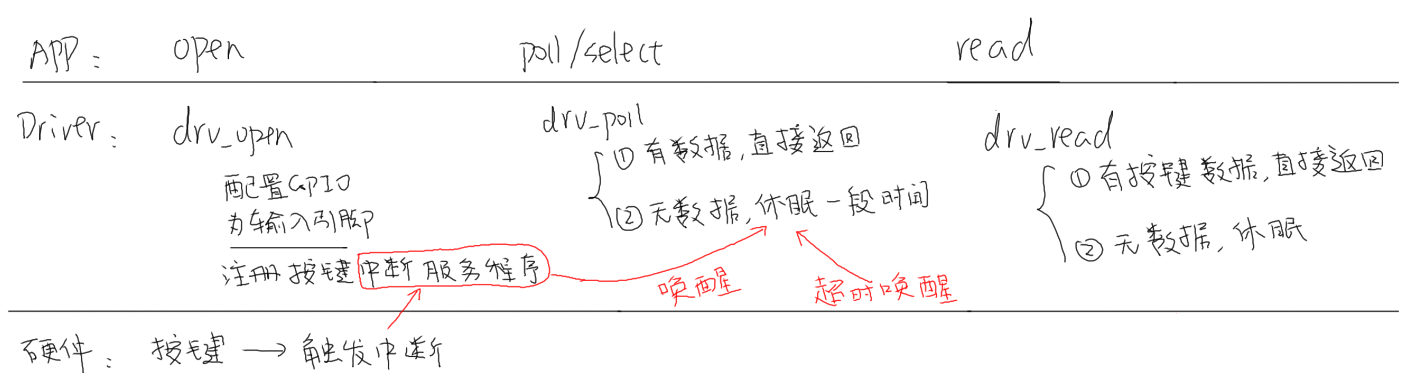 APP: open poll/select read
Driver: drv_open drv_poll drv_read
配置GPIO
为输入引脚
注册按键中断服务程序
①有数据,直接返回
②无数据,休眠一段时间
唤醒
超时唤醒
①有按键数据,直接返回
②无数据,休眠
硬件: 按键 → 触发中断